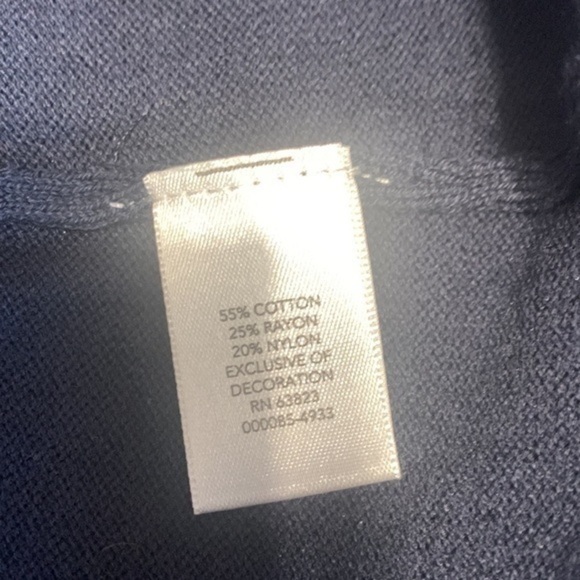 55% COTTON
25% RAYON
20% NYLON
EXCLUSIVE OF
DECORATION
RN 63823
000085-4933